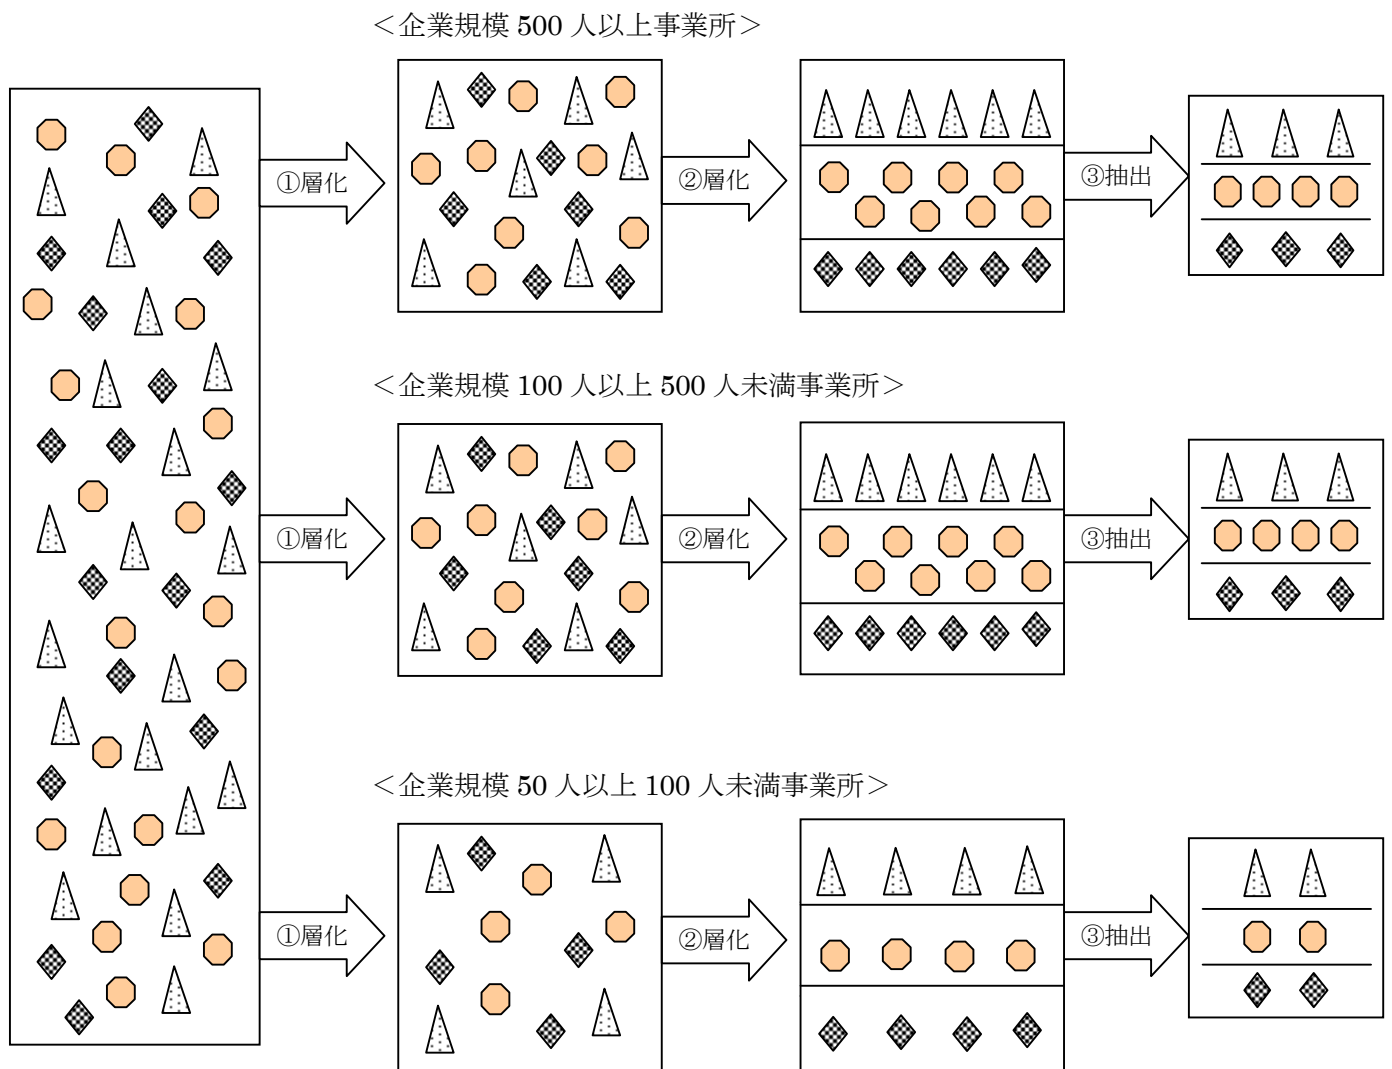 ＜企業規模 500 人以上事業所＞
①層化
②層化
③抽出
＜企業規模 100 人以上 500 人未満事業所＞
①層化
②層化
③抽出
＜企業規模 50 人以上 100 人未満事業所＞
①層化
②層化
③抽出